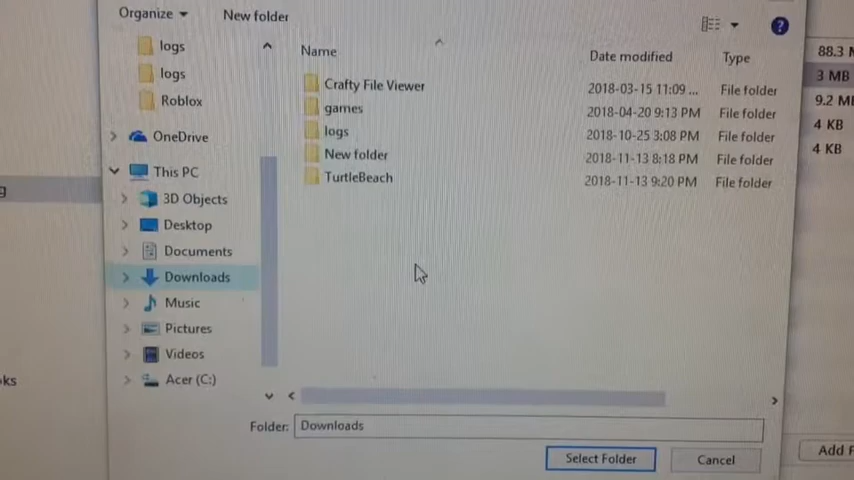 Organize New folder
logs
logs
Roblox
OneDrive
This PC
3D Objects
Desktop
Documents
Downloads
Music
Pictures
Videos
Acer (C:)
Name Date modified Type
Crafty File Viewer 2018-03-15 11:09 ... File folder
games 2018-04-20 9:13 PM File folder
logs 2018-10-25 3:08 PM File folder
New folder 2018-11-13 8:18 PM File folder
TurtleBeach 2018-11-13 9:20 PM File folder
Folder: Downloads
Select Folder Cancel
88.3
3 MB
9.2 M
4 KB
4 KB
Add F
g
ks